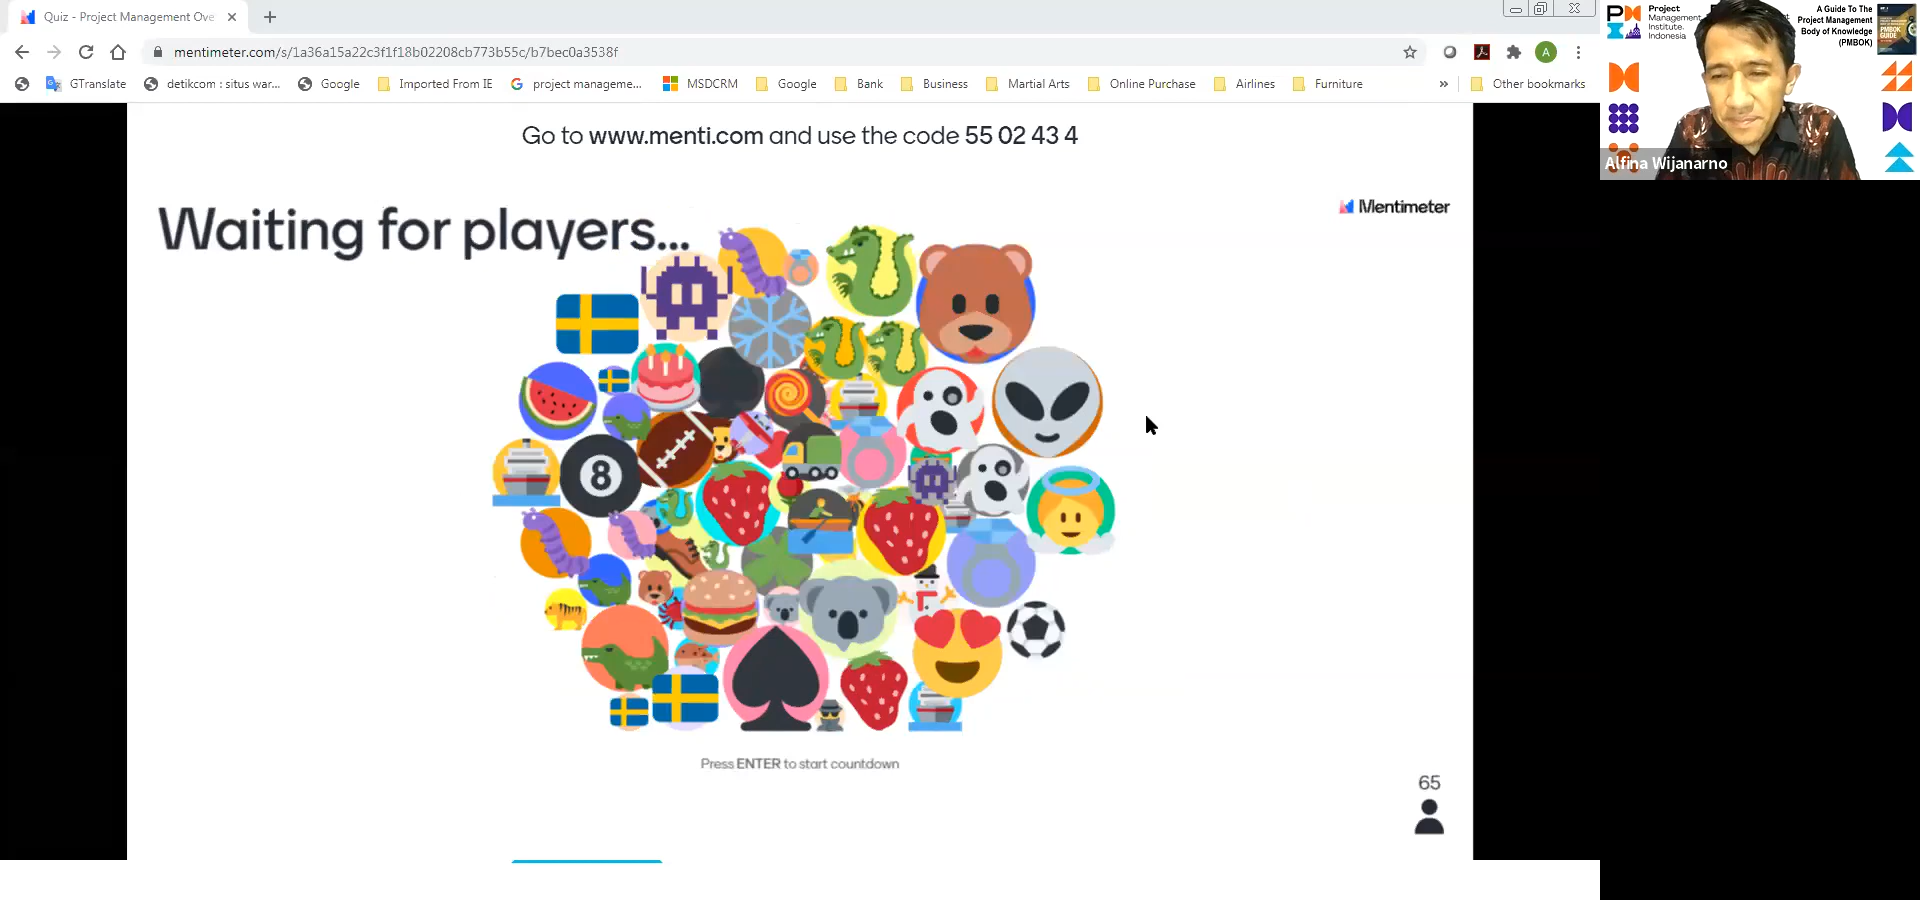 Quiz - Project Management Ove
mentimeter.com/s/1a36a15a22c3f1f18b02208cb773b55c/b7bec0a3538f
A
GTranslate
detikcom : situs war...
Google
Imported From IE
project manageme...
MSDCRM
Google
Bank
Business
Martial Arts
Online Purchase
Airlines
Furniture
»
Other bookmarks
Go to www.menti.com and use the code 55 02 43 4
Mentimeter
Waiting for players...
8
Press ENTER to start countdown
65
Project
Management
Institute.
Indonesia
A Guide To The
Project Management
Body of Knowledge
(PMBOK)
Alfina Wijanarno